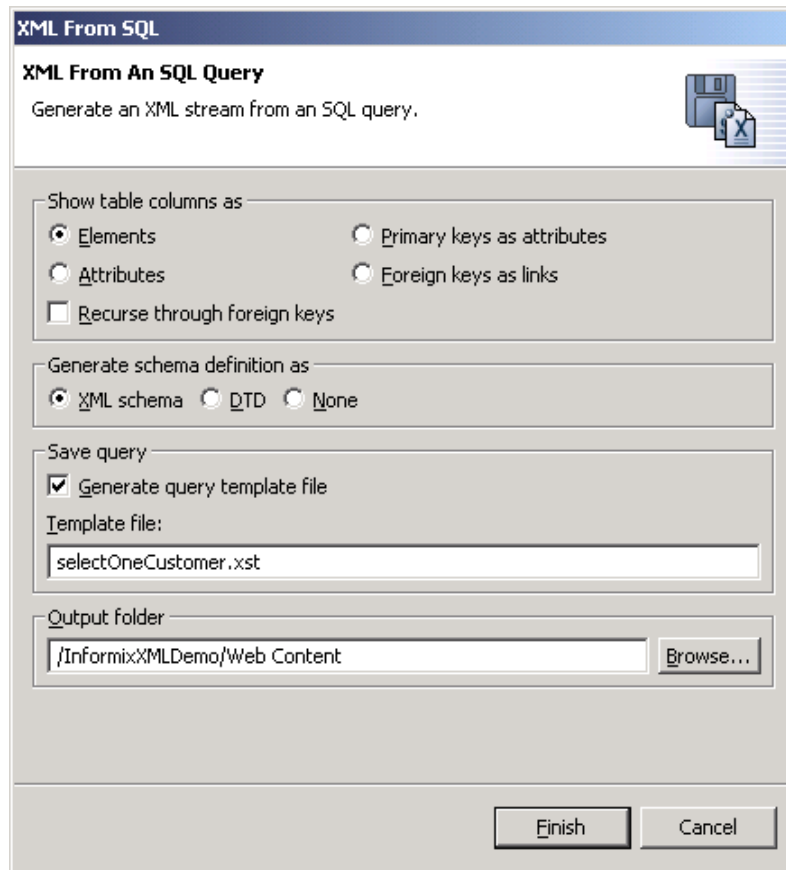 XML From SQL
XML From An SQL Query
Generate an XML stream from an SQL query.
Show table columns as
Elements
Primary keys as attributes
Attributes
Foreign keys as links
Recurse through foreign keys
Generate schema definition as
XML schema DTD None
Save query
Generate query template file
Template file:
selectOneCustomer.xst
Output folder
/InformixXMLDemo/Web Content
Browse...
Finish
Cancel